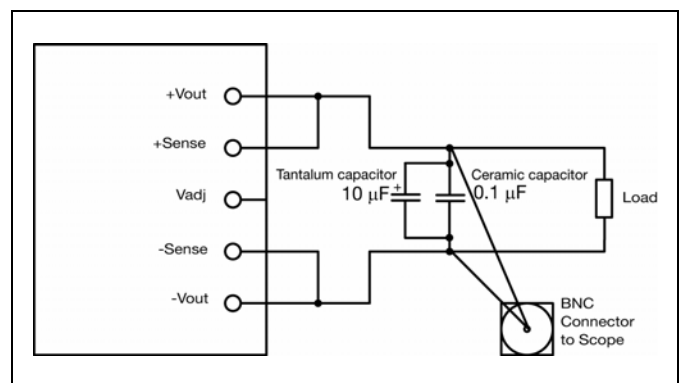 +Vout
+Sense
Vadj
-Sense
-Vout
Tantalum capacitor
10 μF+
Ceramic capacitor
0.1 μF
Load
BNC
Connector
to Scope